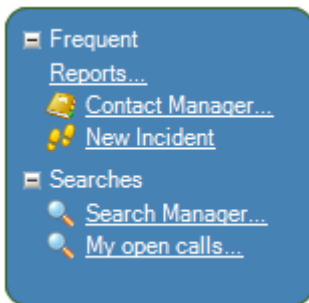 Frequent
Reports...
Contact Manager...
New Incident
Searches
Search Manager...
My open calls...